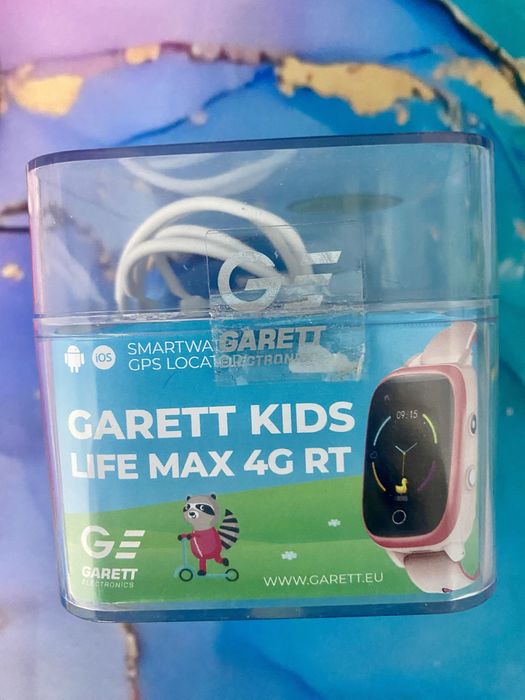 GE
GARETT
ELECTRONICS
iOS
SMARTWA
GPS LOCAT
GARETT KIDS
LIFE MAX 4G RT
09:15
GE
GARETT
ELECTRONICS
WWW.GARETT.EU